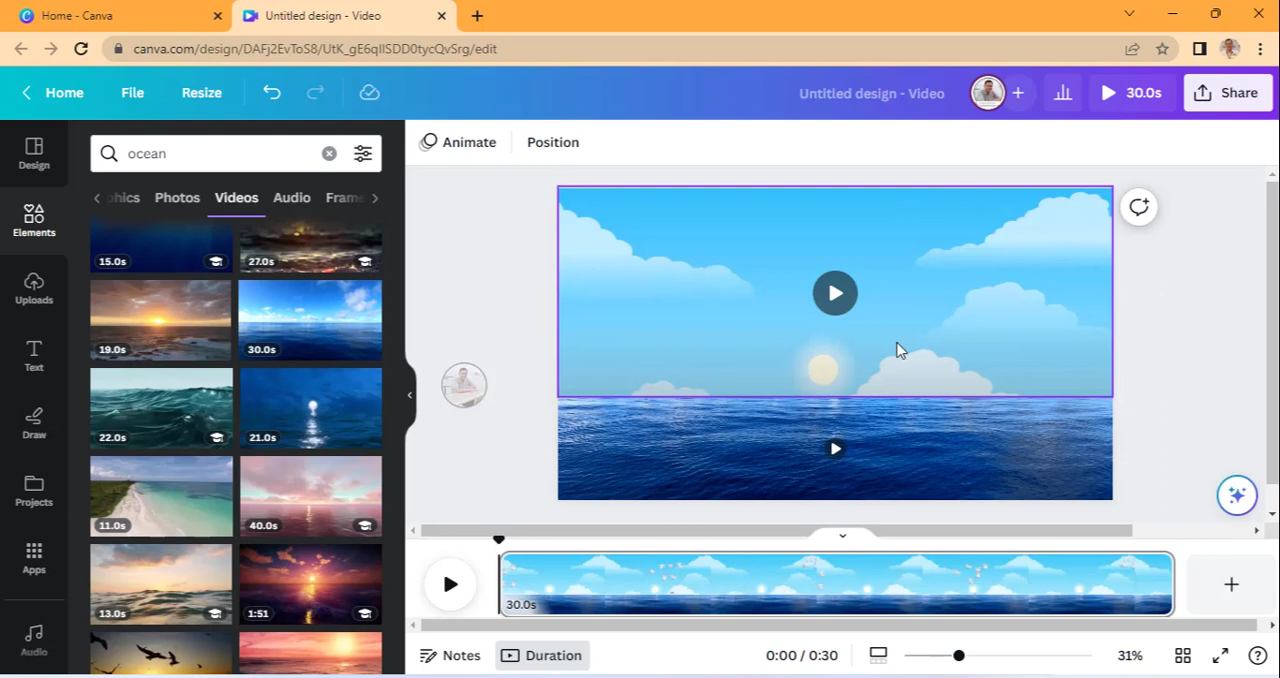 Home - Canva
Untitled design - Video
canva.com/design/DAFj2EvToS8/UtK_gE6qIlSDD0tycQvSrg/edit
Home
File
Resize
Untitled design - Video
30.0s
Share
Design
Elements
Uploads
Text
Draw
Projects
Apps
Audio
ocean
hics
Photos
Videos
Audio
Frame
15.0s
27.0s
19.0s
30.0s
22.0s
21.0s
11.0s
40.0s
13.0s
1:51
Animate
Position
30.0s
Notes
Duration
0:00 / 0:30
31%